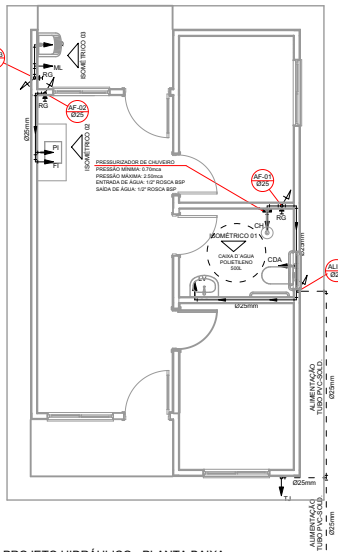 ISOMÉTRICO 03
ML
RG
RG
AF-02
Ø25
Ø25mm
ISOMÉTRICO 02
PI
FI
PRESSURIZADOR DE CHUVEIRO
PRESSÃO MÍNIMA: 0.70mca
PRESSÃO MÁXIMA: 2.50mca
ENTRADA DE ÁGUA: 1/2" ROSCA BSP
SAÍDA DE ÁGUA: 1/2" ROSCA BSP
AF-01
Ø25
RG
CH
ISOMÉTRICO 01
CAIXA D´AGUA
POLIETILENO
500L
CDA
LV
Ø25mm
Ø25mm
ALIMENTAÇÃO
TUBO PVC-SOLD.
Ø25mm
Ø25mm
TJ
ALIMENTAÇÃO
TUBO PVC-SOLD.
Ø25mm
PROJETO HIDRÁULICO - PLANTA BAIXA